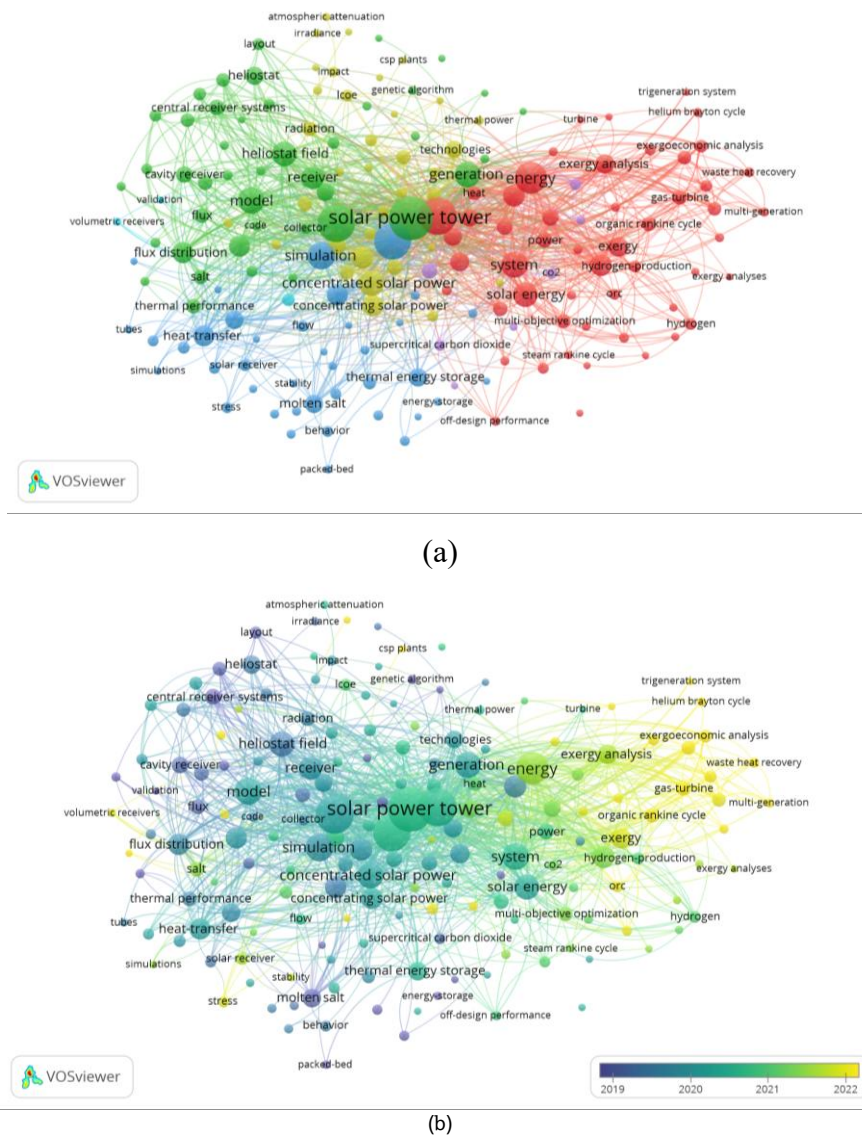 atmospheric attenuation
irradiance
layout
csp plants
impact
heliostat
genetic algorithm
trigeneration system
lcoe
central receiver systems
helium brayton cycle
thermal power
turbine
radiation
exergoeconomic analysis
technologies
heliostat field
exergy analysis
waste heat recovery
cavity receiver
receiver
generation
energy
heat
gas-turbine
validation
model
multi-generation
flux
solar power tower
volumetric receivers
code
collector
organic rankine cycle
power
flux distribution
simulation
exergy
system
co2
hydrogen-production
salt
concentrated solar power
exergy analyses
solar energy
orc
thermal performance
concentrating solar power
multi-objective optimization
hydrogen
tubes
heat-transfer
flow
supercritical carbon dioxide
steam rankine cycle
simulations
solar receiver
thermal energy storage
stability
stress
molten salt
energy-storage
off-design performance
behavior
packed-bed
VOSviewer
(a)
atmospheric attenuation
irradiance
layout
csp plants
impact
heliostat
genetic algorithm
trigeneration system
lcoe
central receiver systems
helium brayton cycle
thermal power
turbine
radiation
exergoeconomic analysis
technologies
heliostat field
exergy analysis
waste heat recovery
cavity receiver
receiver
generation
energy
heat
gas-turbine
validation
model
multi-generation
flux
solar power tower
volumetric receivers
code
collector
organic rankine cycle
power
flux distribution
simulation
exergy
system
co2
hydrogen-production
salt
concentrated solar power
exergy analyses
solar energy
orc
thermal performance
concentrating solar power
multi-objective optimization
hydrogen
tubes
heat-transfer
flow
supercritical carbon dioxide
steam rankine cycle
simulations
solar receiver
thermal energy storage
stability
stress
molten salt
energy-storage
off-design performance
behavior
packed-bed
VOSviewer
2019 2020 2021 2022
(b)